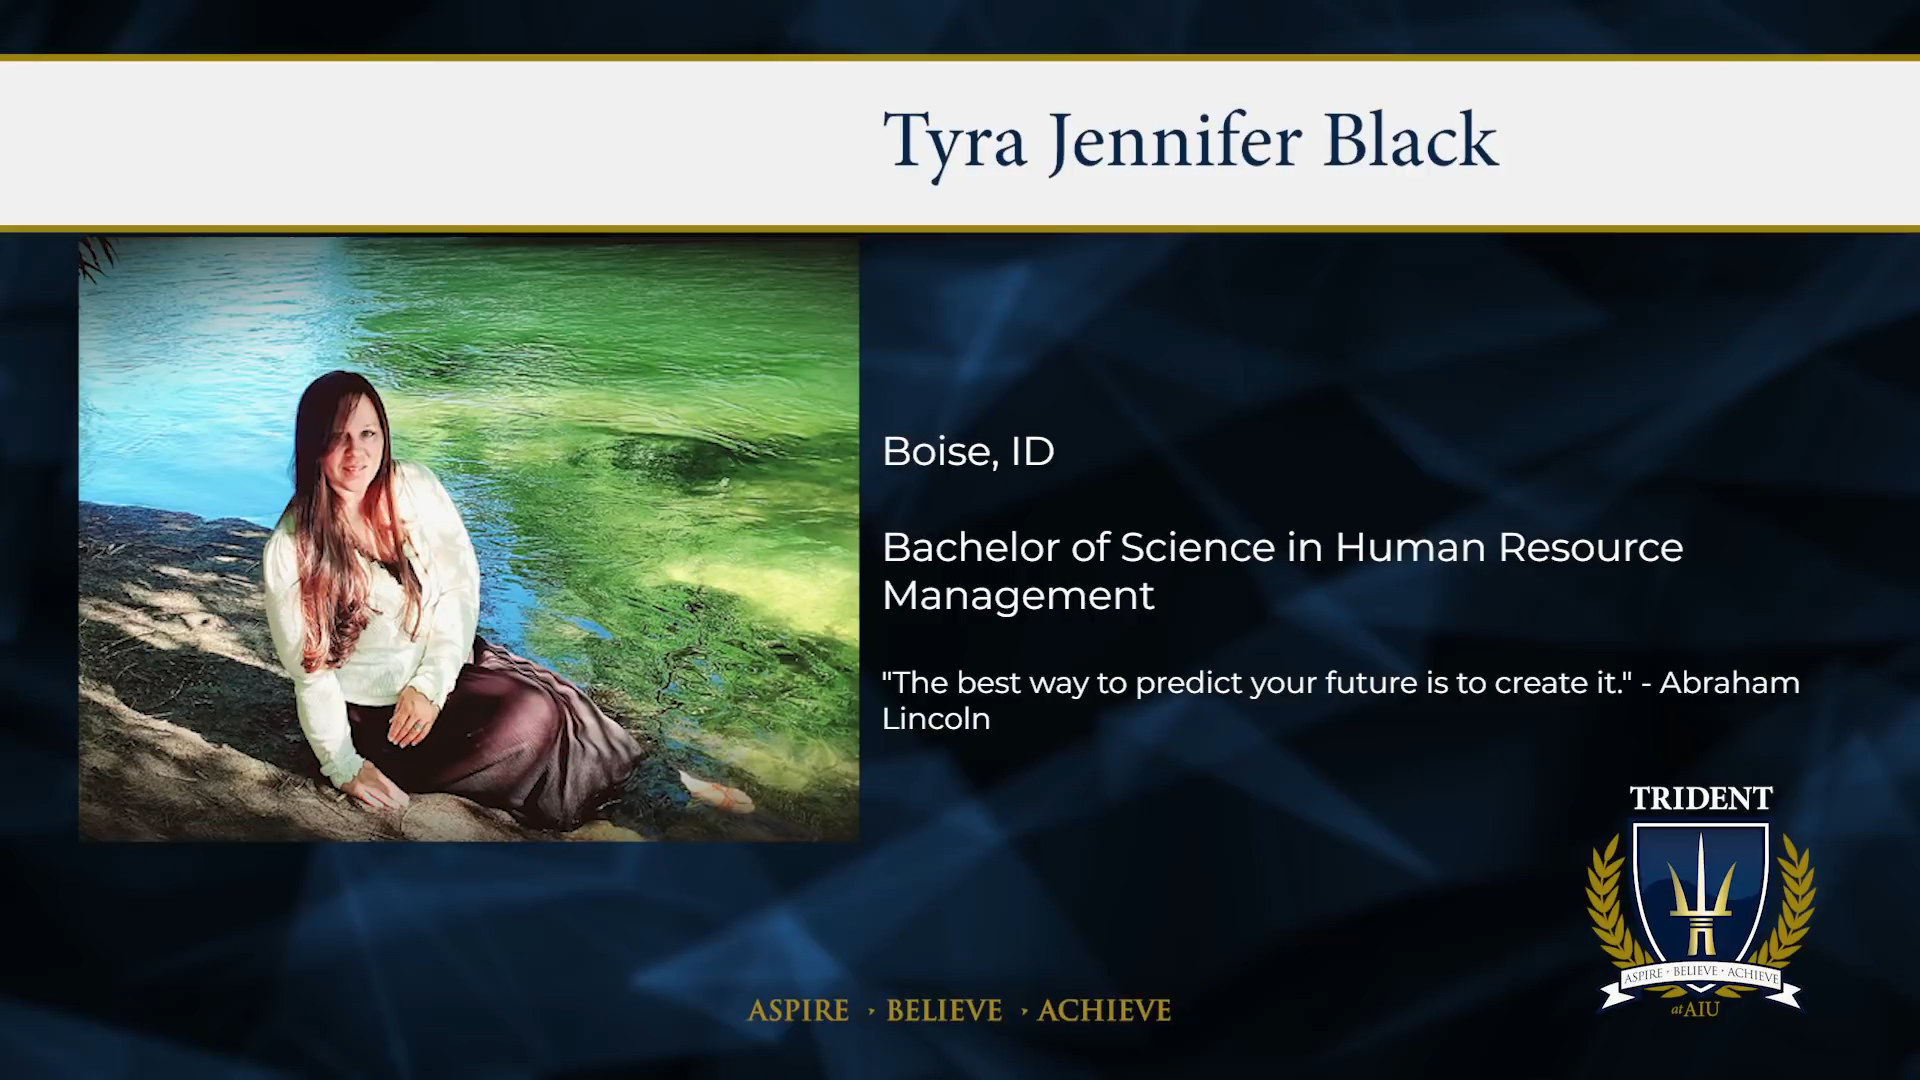 Tyra Jennifer Black
Boise, ID
Bachelor of Science in Human Resource
Management
"The best way to predict your future is to create it." - Abraham
Lincoln
TRIDENT
ASPIRE · BELIEVE · ACHIEVE
at AIU
ASPIRE · BELIEVE · ACHIEVE